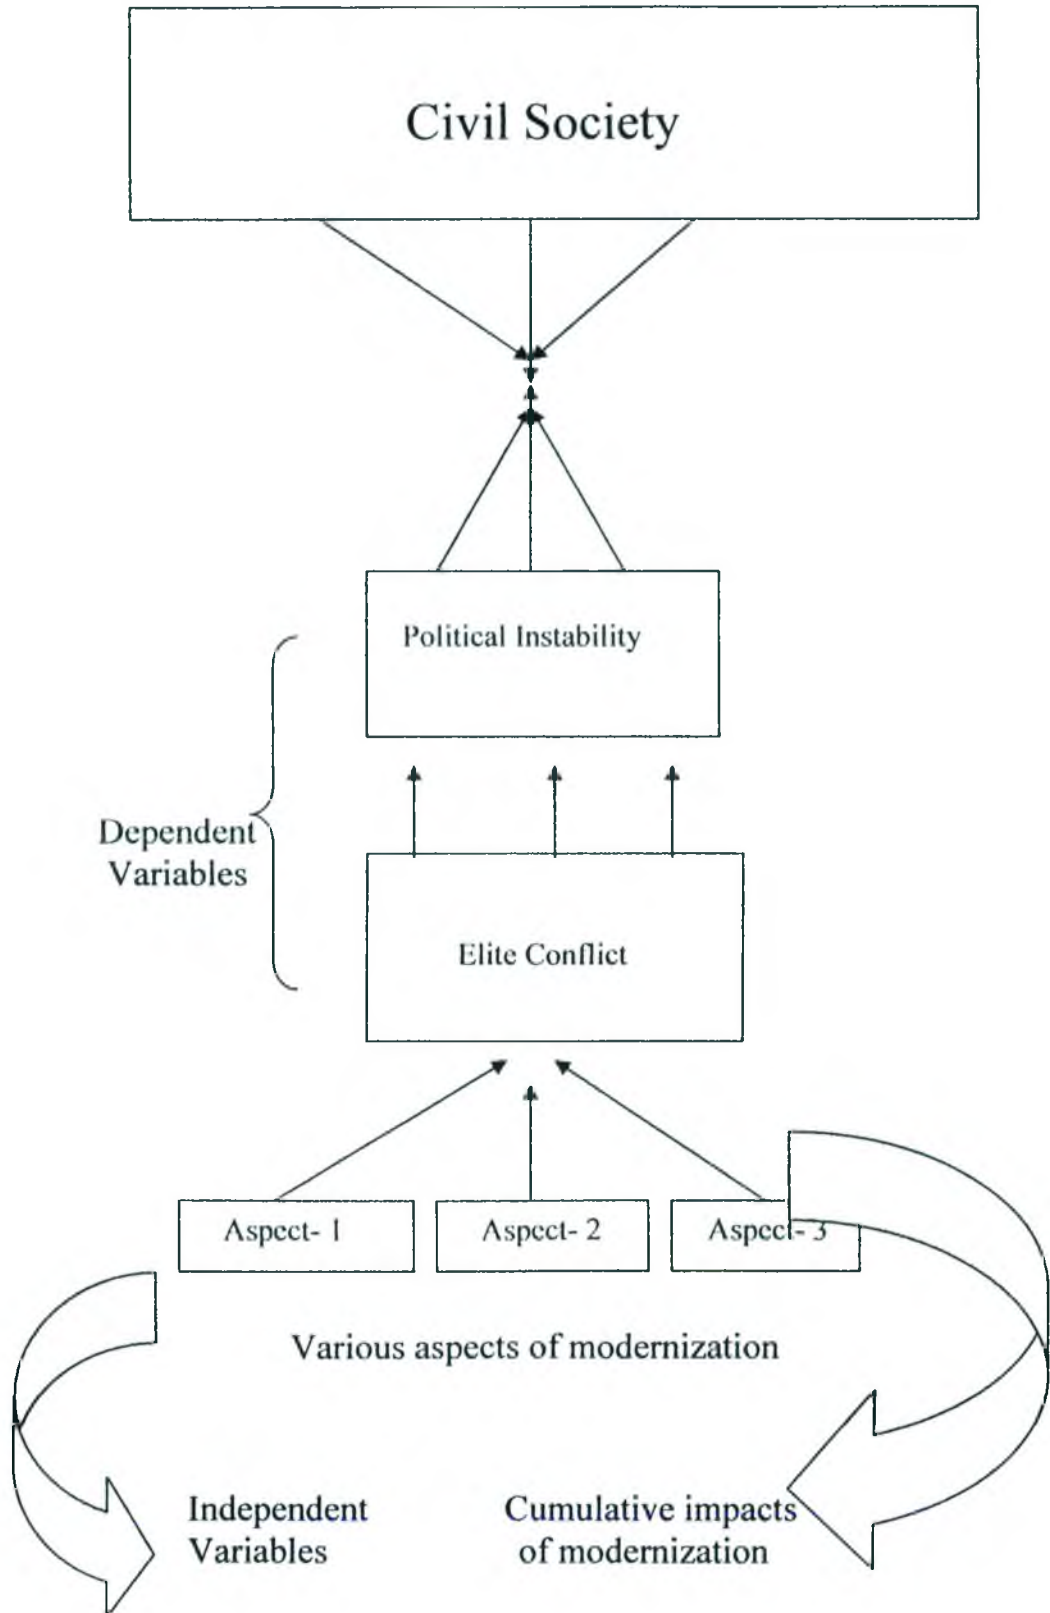 Civil Society
Political Instability
Dependent
Variables
Elite Conflict
Aspect- 1
Aspect- 2
Aspect- 3
Various aspects of modernization
Independent
Variables
Cumulative impacts
of modernization